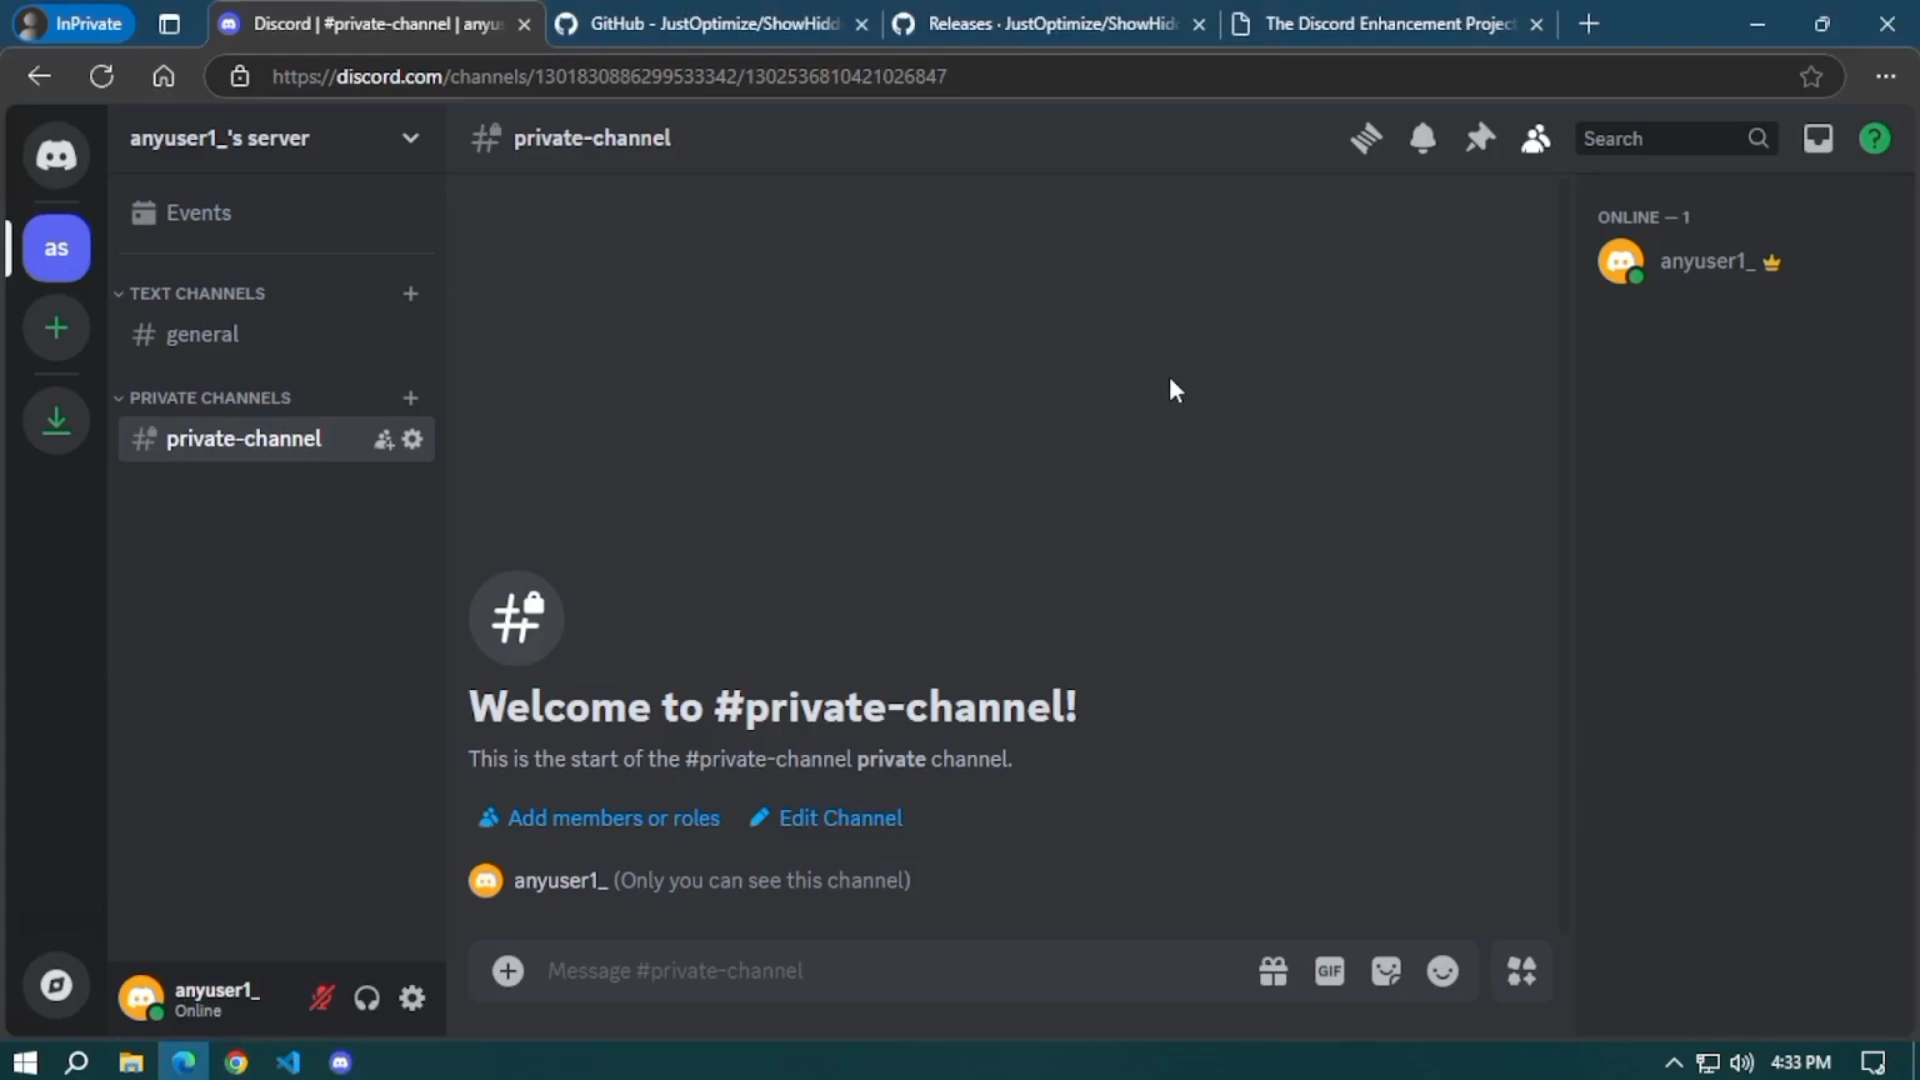 InPrivate
Discord | #private-channel | anyus
GitHub - JustOptimize/ShowHidd
Releases · JustOptimize/ShowHid
The Discord Enhancement Project
https://discord.com/channels/1301830886299533342/1302536810421026847
anyuser1_'s server
private-channel
Search
Events
ONLINE — 1
anyuser1_
as
TEXT CHANNELS
general
PRIVATE CHANNELS
private-channel
Welcome to #private-channel!
This is the start of the #private-channel private channel.
Add members or roles
Edit Channel
anyuser1_ (Only you can see this channel)
Message #private-channel
GIF
anyuser1_
Online
4:33 PM